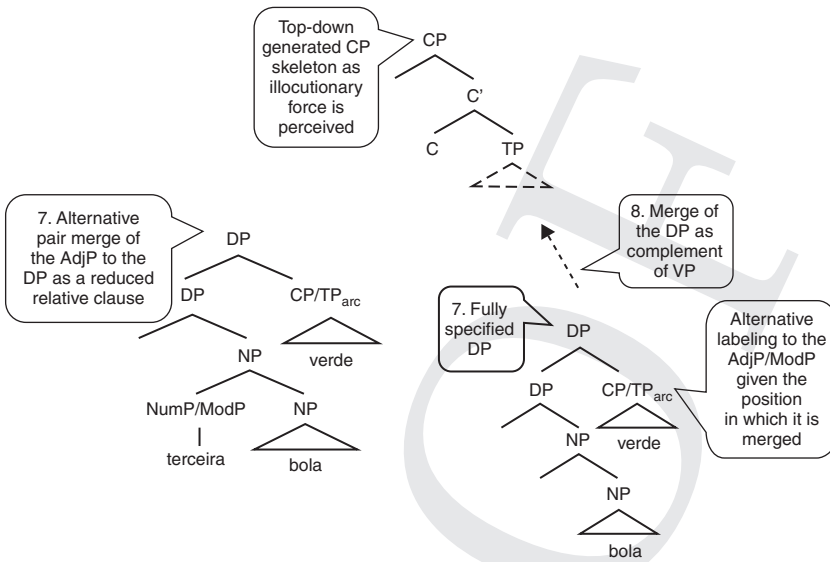 Top-down
generated CP
skeleton as
illocutionary
force is
perceived
CP
C'
C
TP
7. Alternative
pair merge of
the AdjP to the
DP as a reduced
relative clause
DP
DP
CP/TParc
verde
NP
NumP/ModP
NP
terceira
bola
8. Merge of
the DP as
complement
of VP
7. Fully
specified
DP
DP
DP
CP/TParc
verde
NP
NP
bola
Alternative
labeling to the
AdjP/ModP
given the
position
in which it is
merged